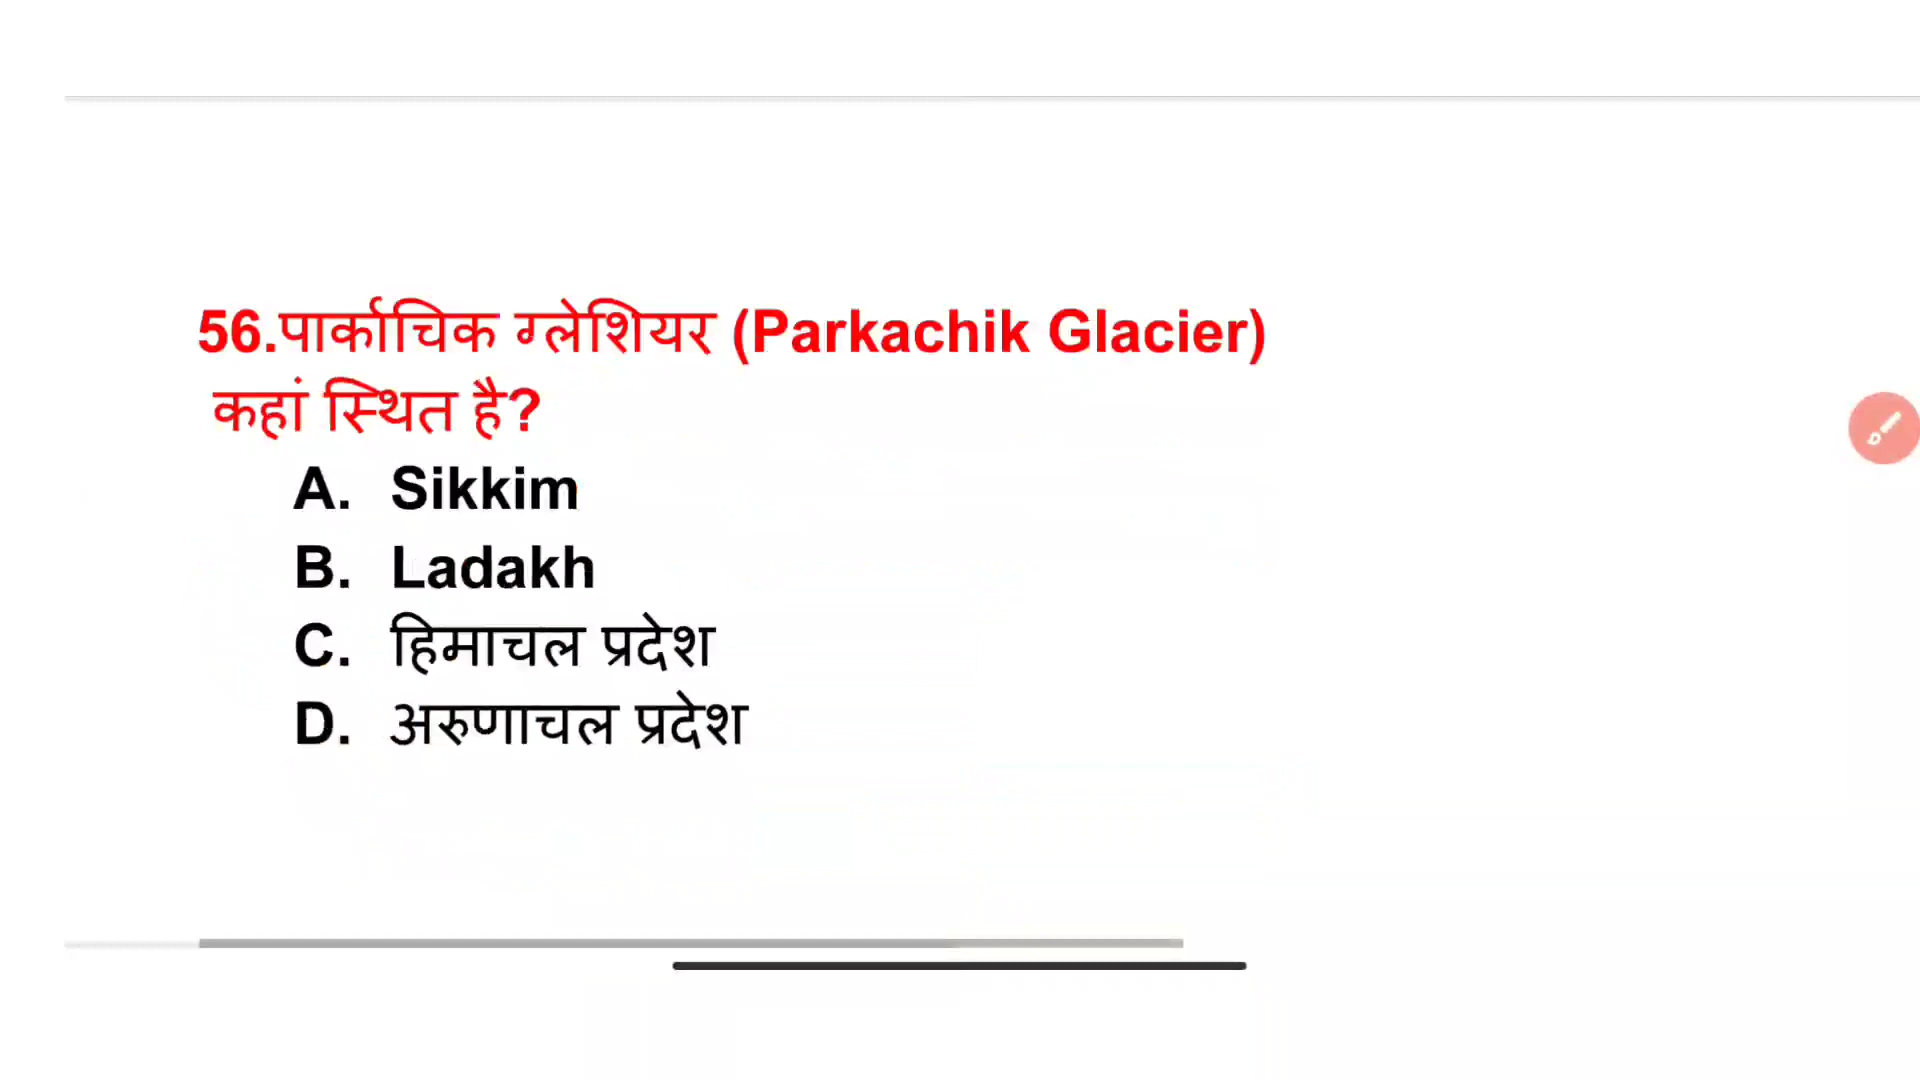 56.पार्काचिक ग्लेशियर (Parkachik Glacier)
कहां स्थित है?
A. Sikkim
B. Ladakh
C. हिमाचल प्रदेश
D. अरुणाचल प्रदेश